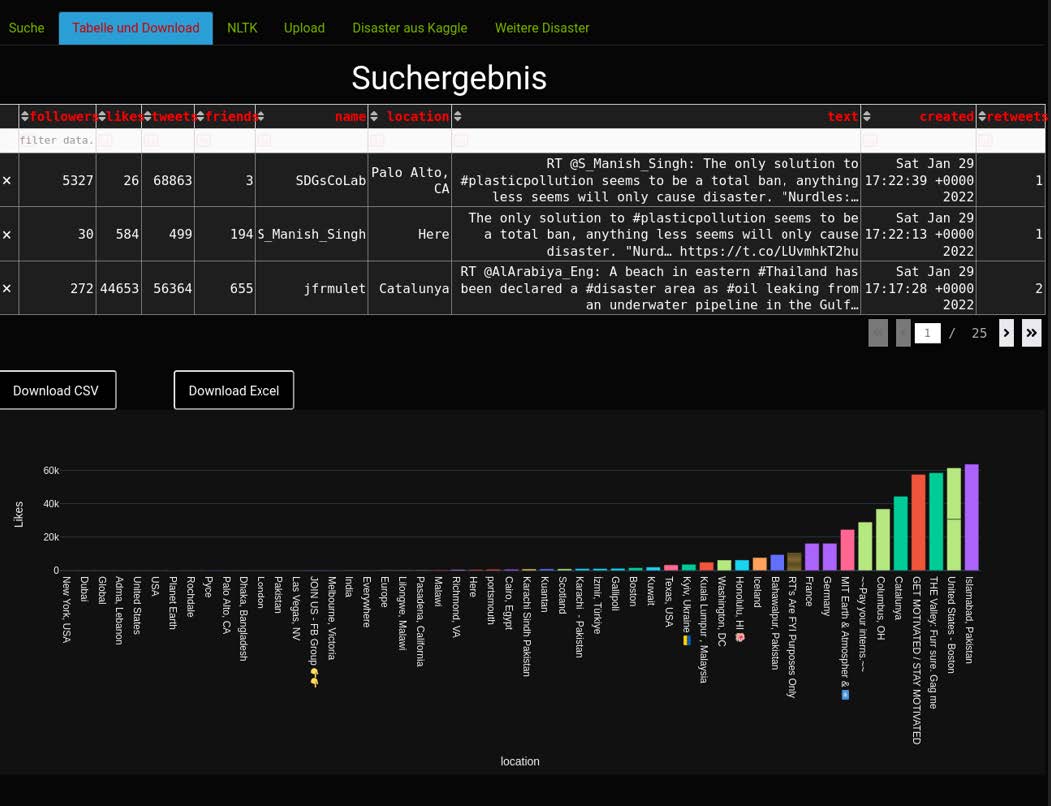 Suche Tabelle und Download NLTK Upload Disaster aus Kaggle Weitere Disaster
Suchergebnis
followers likes tweets friends name location text created retweets
filter data.
× 5327 26 68863 3 SDGsCoLab Palo Alto, CA RT @S_Manish_Singh: The only solution to #plasticpollution seems to be a total ban, anything less seems will only cause disaster. "Nurdles:… Sat Jan 29 17:22:39 +0000 2022 1
× 30 584 499 194 S_Manish_Singh Here The only solution to #plasticpollution seems to be a total ban, anything less seems will only cause disaster. "Nurd… https://t.co/LUvmhkT2hu Sat Jan 29 17:22:13 +0000 2022 1
× 272 44653 56364 655 jfrmulet Catalunya RT @AlArabiya_Eng: A beach in eastern #Thailand has been declared a #disaster area as #oil leaking from an underwater pipeline in the Gulf… Sat Jan 29 17:17:28 +0000 2022 2
« ‹ 1 / 25 › »
Download CSV Download Excel
Likes
60k
40k
20k
0
New York, USA
Dubai
Global
Adma, Lebanon
United States
USA
Planet Earth
Rochdale
Pyce
Palo Alto, CA
Dhaka, Bangladesh
London
Pakistan
Las Vegas, NV
JOIN US - FB Group 👉👉
Melbourne, Victoria
India
Everywhere
Europe
Lilongwe, Malawi
Pasadena, California
Malawi
Richmond, VA
Here
portsmouth
Cairo, Egypt
Karachi Sindh Pakistan
Kuantan
Scotland
Karachi - Pakistan
Izmir, Türkiye
Gallipoli
Boston
Kuwait
Texas, USA
Kyiv, Ukraine 🇺🇦
Kuala Lumpur , Malaysia
Washington, DC
Honolulu, HI 🌺
Iceland
Bahawalpur, Pakistan
RT's Are FYI Purposes Only
France
Germany
MIT Earth & Atmospher &
~~Pay your interns.~~
Columbus, OH
Catalunya
GET MOTIVATED / STAY MOTIVATED
THE Valley: Furr sure. Gag me
United States - Boston
Islamabad, Pakistan
location